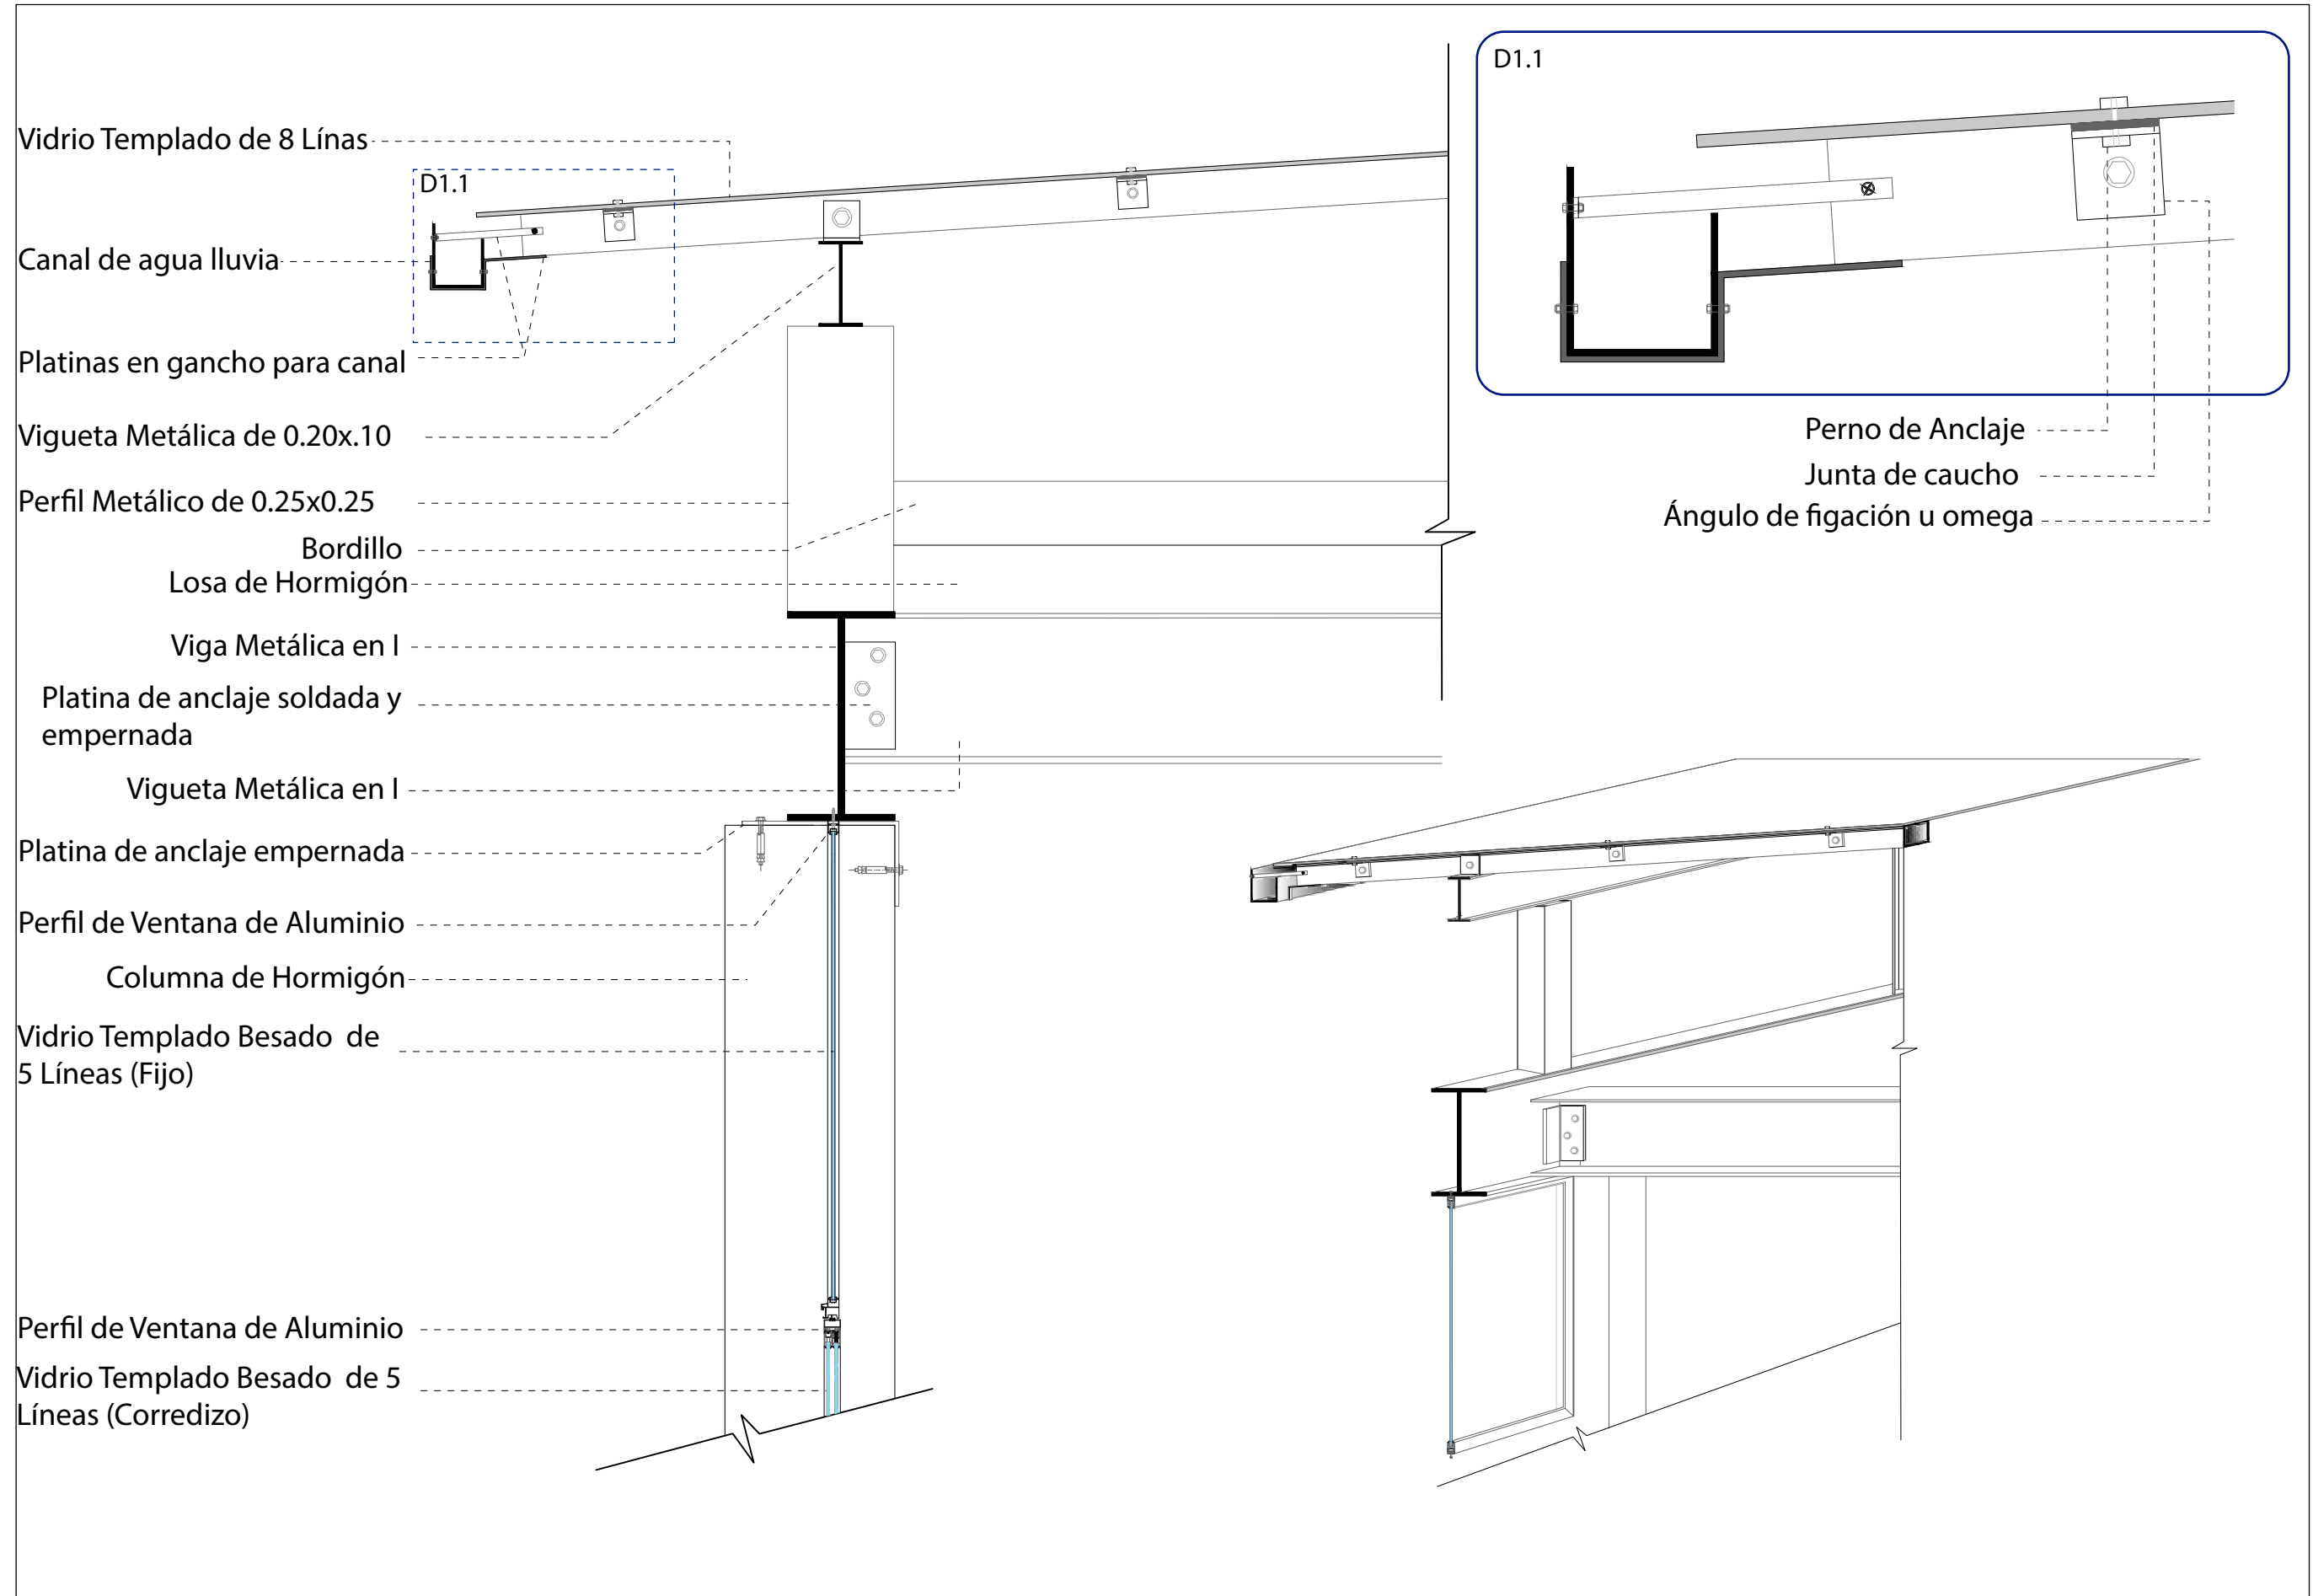 D1.1
Vidrio Templado de 8 Línas
D1.1
Canal de agua lluvia
Platinas en gancho para canal
Vigueta Metálica de 0.20x.10
Perfil Metálico de 0.25x0.25
Bordillo
Losa de Hormigón
Viga Metálica en I
Platina de anclaje soldada y
empernada
Vigueta Metálica en I
Platina de anclaje empernada
Perfil de Ventana de Aluminio
Columna de Hormigón
Vidrio Templado Besado de
5 Líneas (Fijo)
Perfil de Ventana de Aluminio
Vidrio Templado Besado de 5
Líneas (Corredizo)
Perno de Anclaje
Junta de caucho
Ángulo de figación u omega